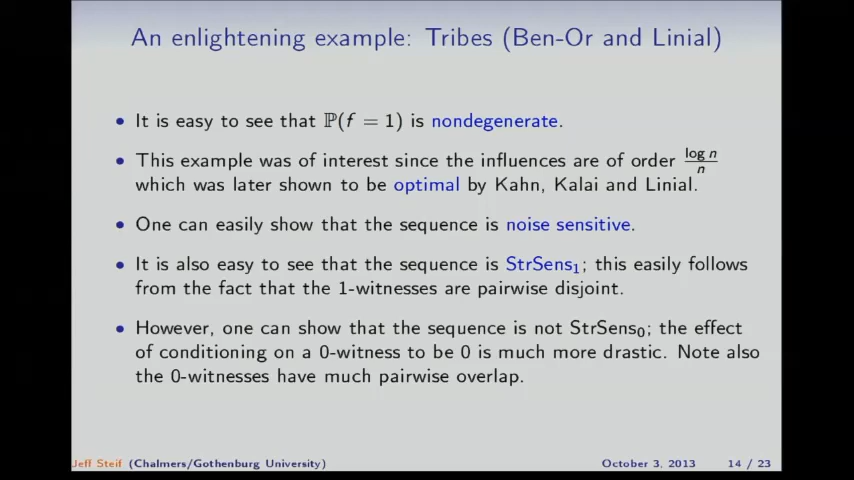 An enlightening example: Tribes (Ben-Or and Linial)
• It is easy to see that ℙ(f = 1) is nondegenerate.
• This example was of interest since the influences are of order log n / n
which was later shown to be optimal by Kahn, Kalai and Linial.
• One can easily show that the sequence is noise sensitive.
• It is also easy to see that the sequence is StrSens₁; this easily follows
from the fact that the 1-witnesses are pairwise disjoint.
• However, one can show that the sequence is not StrSens₀; the effect
of conditioning on a 0-witness to be 0 is much more drastic. Note also
the 0-witnesses have much pairwise overlap.
Jeff Steif (Chalmers/Gothenburg University) October 3, 2013 14 / 23